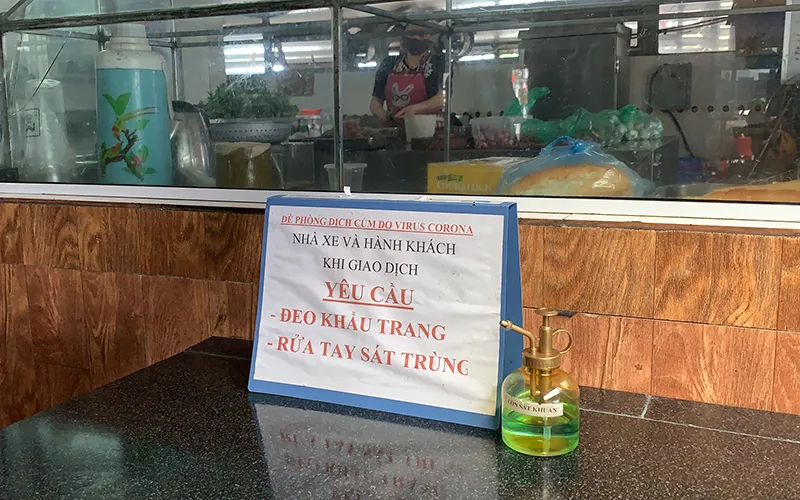 ĐỀ PHÒNG DỊCH CÚM DO VIRUS CORONA
NHÀ XE VÀ HÀNH KHÁCH
KHI GIAO DỊCH
YÊU CẦU
- ĐEO KHẨU TRANG
- RỬA TAY SÁT TRÙNG
CỒN SÁT KHUẨN